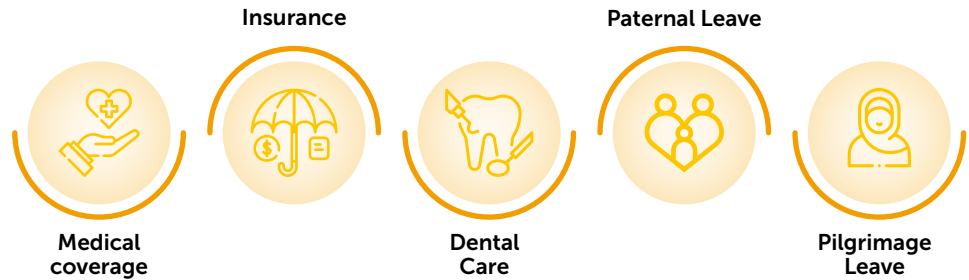 Insurance
Paternal Leave
$
Medical
coverage
Dental
Care
Pilgrimage
Leave